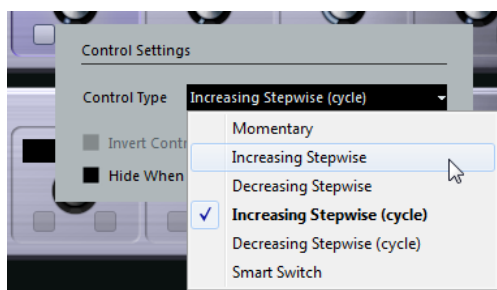 Control Settings
Control Type Increasing Stepwise (cycle)
Momentary
Invert
Increasing Stepwise
Hide When
Decreasing Stepwise
Increasing Stepwise (cycle)
Decreasing Stepwise (cycle)
Smart Switch